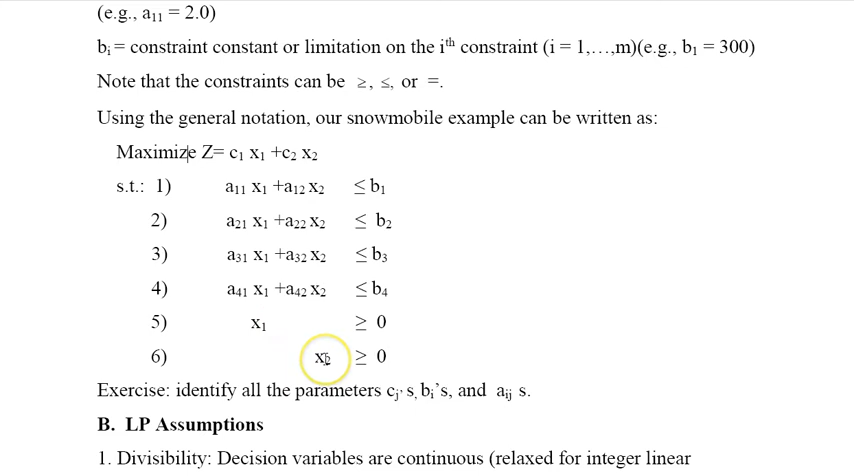 (e.g., a₁₁ = 2.0)
bᵢ = constraint constant or limitation on the iᵗʰ constraint (i = 1,…,m)(e.g., b₁ = 300)
Note that the constraints can be ≥, ≤, or =.
Using the general notation, our snowmobile example can be written as:
Maximize Z= c₁ x₁ +c₂ x₂
s.t.: 1) a₁₁ x₁ +a₁₂ x₂ ≤ b₁
2) a₂₁ x₁ +a₂₂ x₂ ≤ b₂
3) a₃₁ x₁ +a₃₂ x₂ ≤ b₃
4) a₄₁ x₁ +a₄₂ x₂ ≤ b₄
5) x₁ ≥ 0
6) x₂ ≥ 0
Exercise: identify all the parameters cⱼ, s, bᵢ's, and aᵢⱼ s.
B. LP Assumptions
1. Divisibility: Decision variables are continuous (relaxed for integer linear